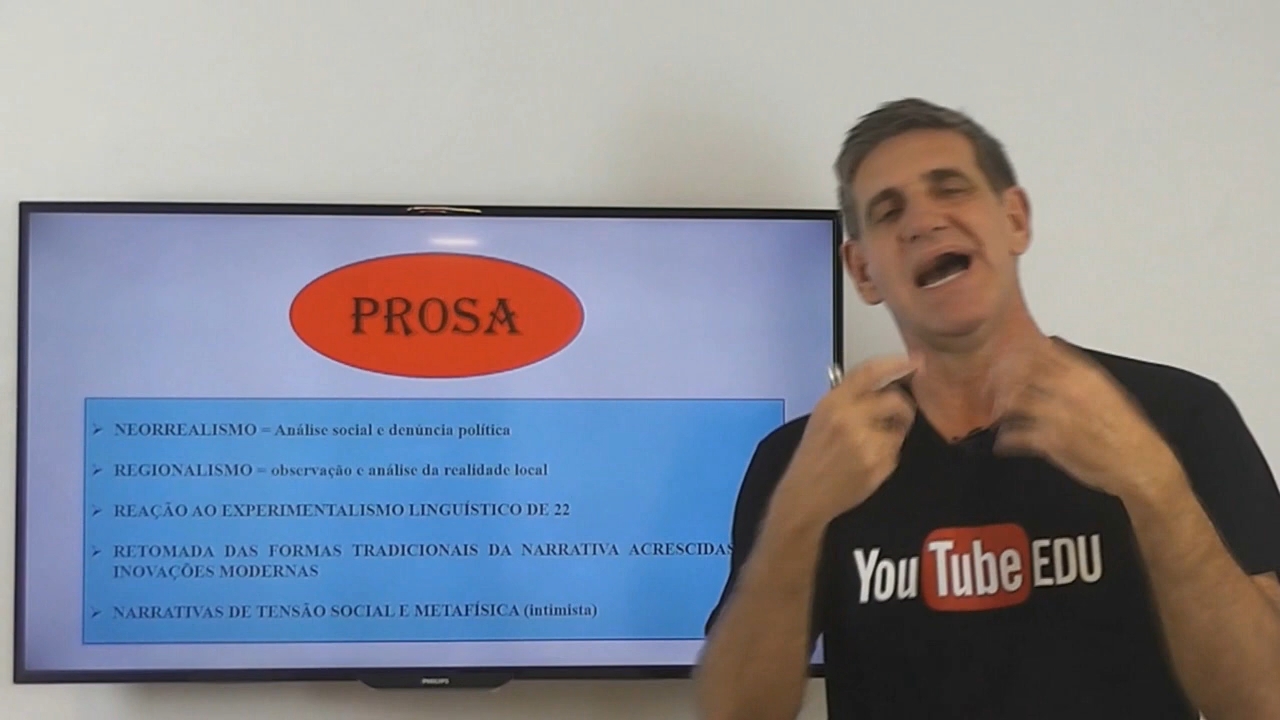 PROSA
NEORREALISMO = Análise social e denúncia política
REGIONALISMO = observação e análise da realidade local
REAÇÃO AO EXPERIMENTALISMO LINGUÍSTICO DE 22
RETOMADA DAS FORMAS TRADICIONAIS DA NARRATIVA ACRESCIDAS
INOVAÇÕES MODERNAS
NARRATIVAS DE TENSÃO SOCIAL E METAFÍSICA (intimista)
PHILIPS
YouTube EDU